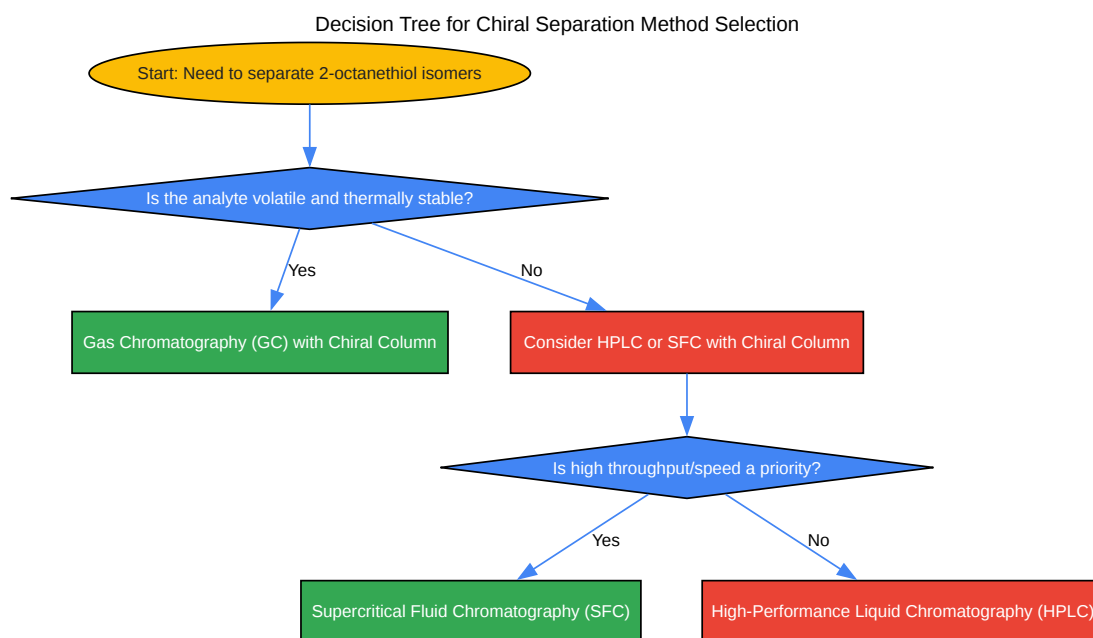 Decision Tree for Chiral Separation Method Selection
Start: Need to separate 2-octanethiol isomers
Is the analyte volatile and thermally stable?
Yes
No
Gas Chromatography (GC) with Chiral Column
Consider HPLC or SFC with Chiral Column
Is high throughput/speed a priority?
Yes
No
Supercritical Fluid Chromatography (SFC)
High-Performance Liquid Chromatography (HPLC)